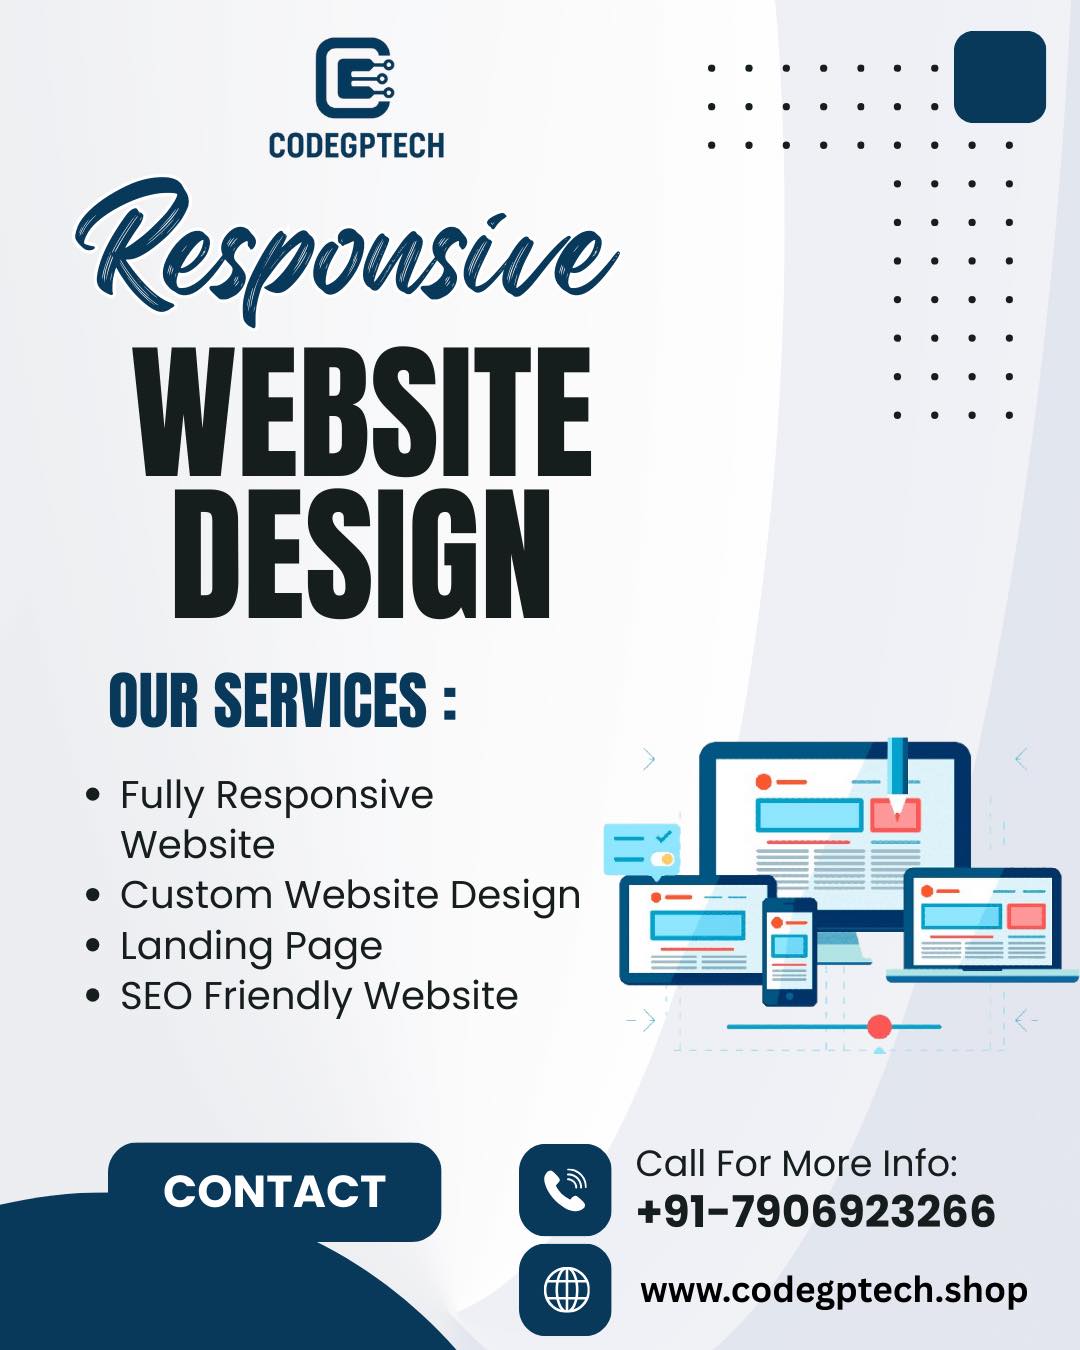 CODEGPTECH
Responsive
WEBSITE
DESIGN
OUR SERVICES :
• Fully Responsive
Website
• Custom Website Design
• Landing Page
• SEO Friendly Website
CONTACT
Call For More Info:
+91-7906923266
www.codegptech.shop